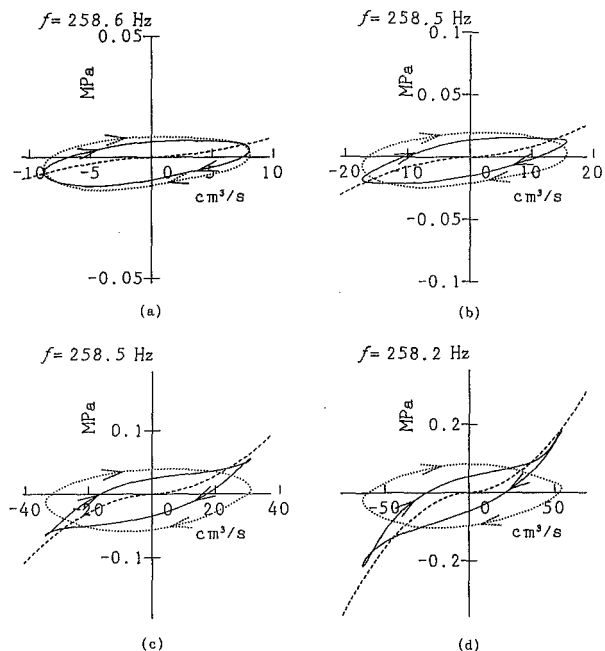 f= 258.6 Hz
0.05
MPa
-10
-5
0
5
10
cm³/s
-0.05
(a)
f= 258.5 Hz
0.1
MPa
0.05
-20
-10
0
10
20
cm³/s
-0.05
-0.1
(b)
f= 258.5 Hz
MPa
0.1
-40
-20
0
20
40
cm³/s
-0.1
(c)
f= 258.2 Hz
MPa
0.2
-50
0
50
cm³/s
-0.2
(d)